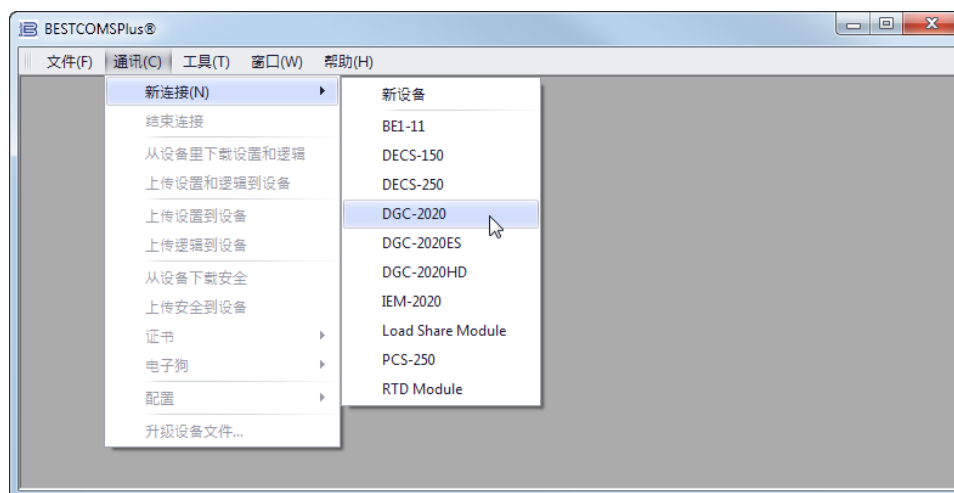 BESTCOMSPlus®
文件(F) 通讯(C) 工具(T) 窗口(W) 帮助(H)
新连接(N)
结束连接
从设备里下载设置和逻辑
上传设置和逻辑到设备
上传设置到设备
上传逻辑到设备
从设备下载安全
上传安全到设备
证书
电子狗
配置
升级设备文件...
新设备
BE1-11
DECS-150
DECS-250
DGC-2020
DGC-2020ES
DGC-2020HD
IEM-2020
Load Share Module
PCS-250
RTD Module